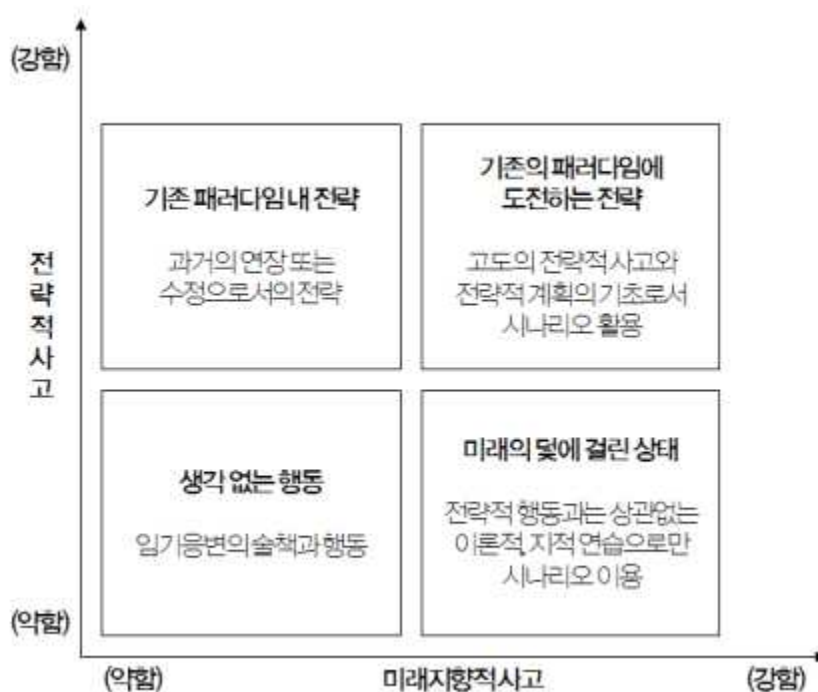 (강함)
기존 패러다임 내 전략
과거의 연장 또는
수정으로서의 전략
기존의 패러다임에
도전하는 전략
고도의 전략적 사고와
전략적 계획의 기초로서
시나리오 활용
전
략
적
사
고
생각 없는 행동
임기응변의 술책과 행동
미래의 덫에 걸린 상태
전략적 행동과는 상관없는
이론적, 지적 연습으로만
시나리오 이용
(약함)
(약함) 미래지향적 사고 (강함)